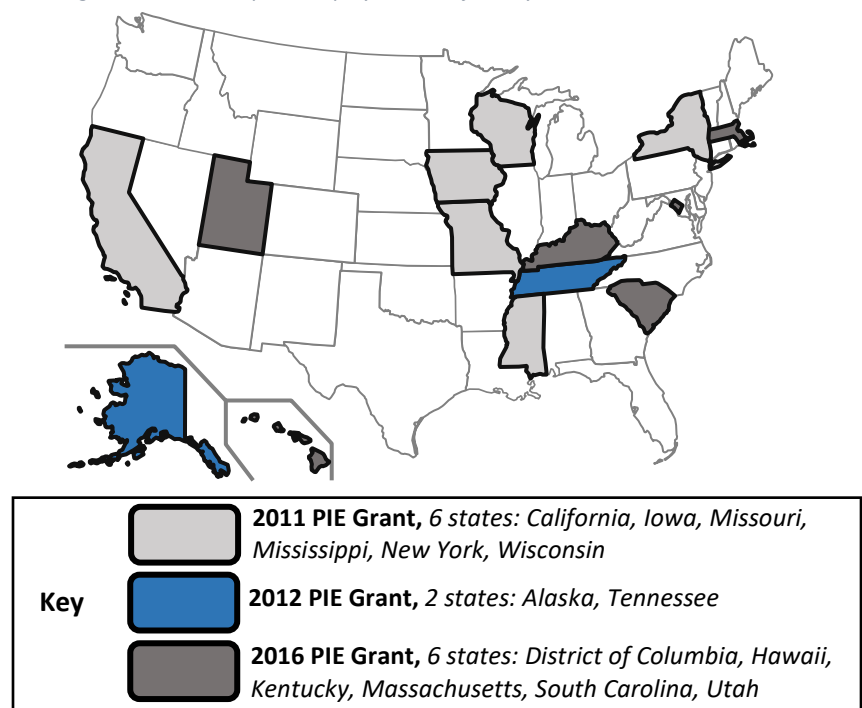 2011 PIE Grant, 6 states: California, Iowa, Missouri,
Mississippi, New York, Wisconsin
Key
2012 PIE Grant, 2 states: Alaska, Tennessee
2016 PIE Grant, 6 states: District of Columbia, Hawaii,
Kentucky, Massachusetts, South Carolina, Utah